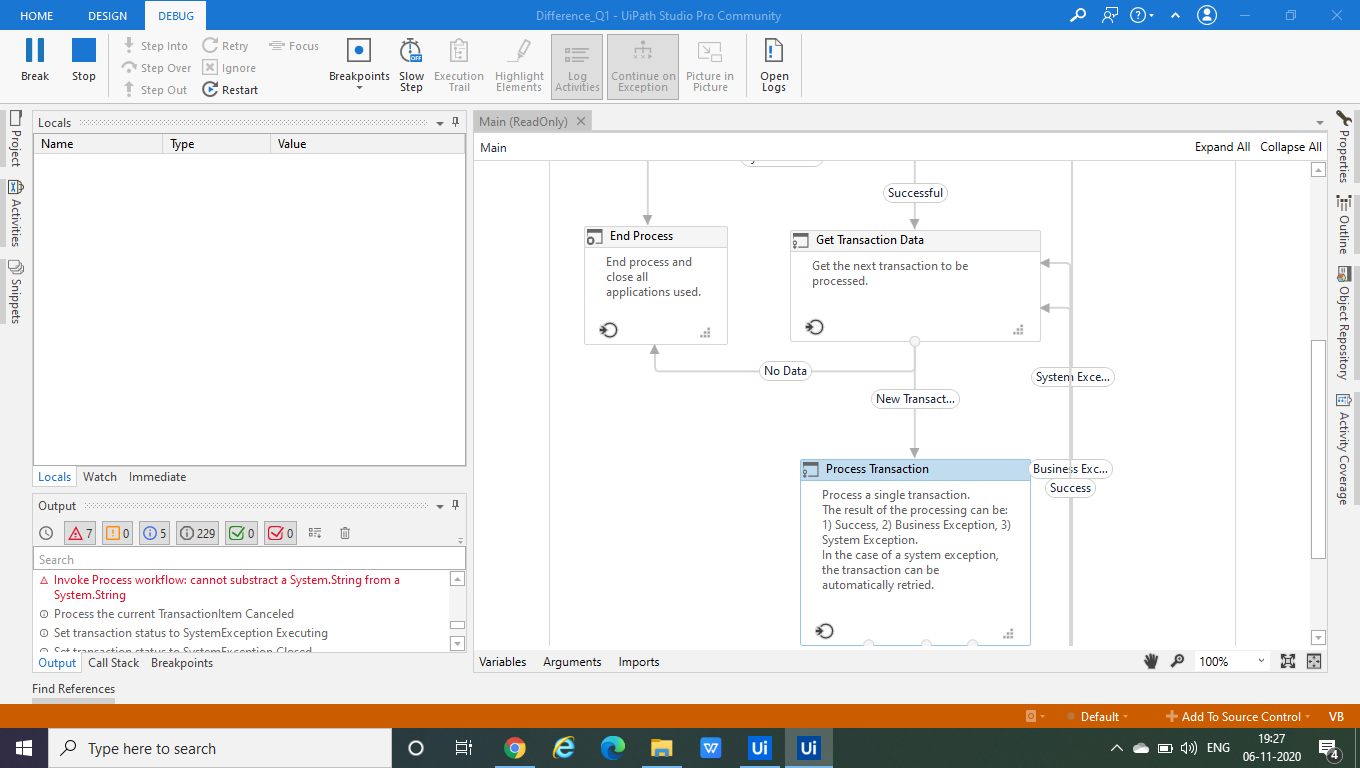 HOME DESIGN DEBUG Difference_Q1 - UiPath Studio Pro Community
Break
Stop
Step Into
Step Over
Step Out
Retry
Ignore
Restart
Focus
Breakpoints
Slow
Step
Execution
Trail
Highlight
Elements
Log
Activities
Continue on
Exception
Picture in
Picture
Open
Logs
Project
Activities
Snippets
Locals
Name Type Value
Locals Watch Immediate
Output
7 0 5 229 0 0
Search
Invoke Process workflow: cannot substract a System.String from a
System.String
Process the current TransactionItem Canceled
Set transaction status to SystemException Executing
Set transaction status to SystemException Closed
Output Call Stack Breakpoints
Find References
Main (ReadOnly)
Main Expand All Collapse All
Successful
End Process
End process and
close all
applications used.
Get Transaction Data
Get the next transaction to be
processed.
No Data
System Exce...
New Transact...
Process Transaction
Business Exc...
Success
Process a single transaction.
The result of the processing can be:
1) Success, 2) Business Exception, 3)
System Exception.
In the case of a system exception,
the transaction can be
automatically retried.
Variables Arguments Imports 100%
Properties
Outline
Object Repository
Activity Coverage
Default Add To Source Control VB
Type here to search
Ui Ui
ENG
19:27
06-11-2020
4